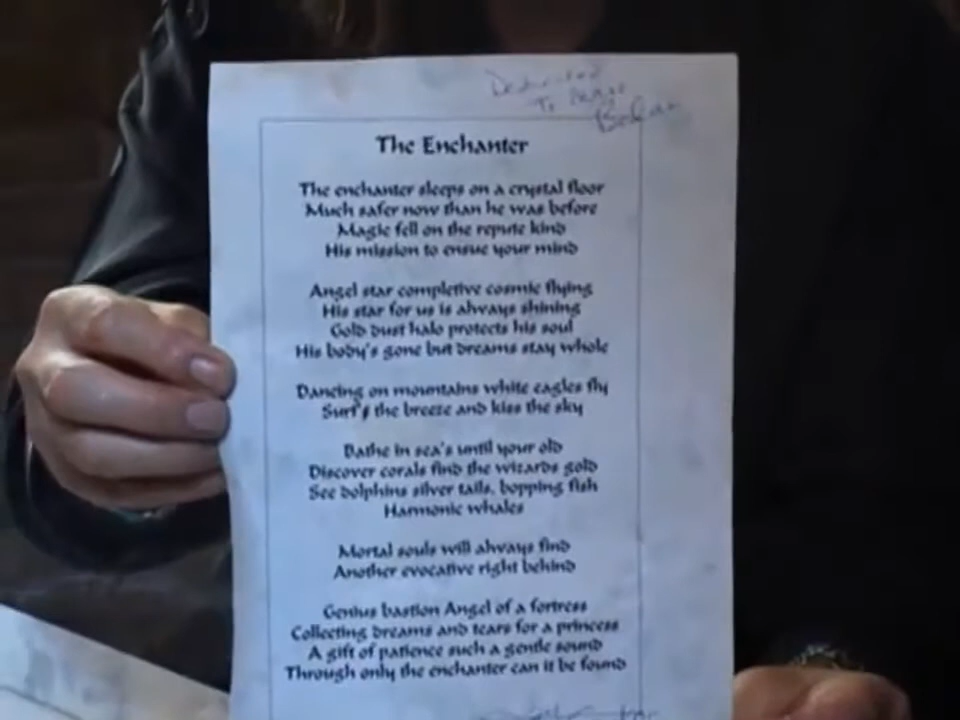 Dedicated
To Marc
Bolan
The Enchanter
The enchanter sleeps on a crystal floor
Much safer now than he was before
Magic fell on the repute kind
His mission to ensue your mind
Angel star completive cosmic flying
His star for us is always shining
Gold dust halo protects his soul
His body's gone but dreams stay whole
Dancing on mountains white eagles fly
Surf's the breeze and kiss the sky
Bathe in sea's until your old
Discover corals find the wizards gold
See dolphins silver tails, bopping fish
Harmonic whales
Mortal souls will always find
Another evocative right behind
Genius bastion Angel of a fortress
Collecting dreams and tears for a princess
A gift of patience such a gentle sound
Through only the enchanter can it be found